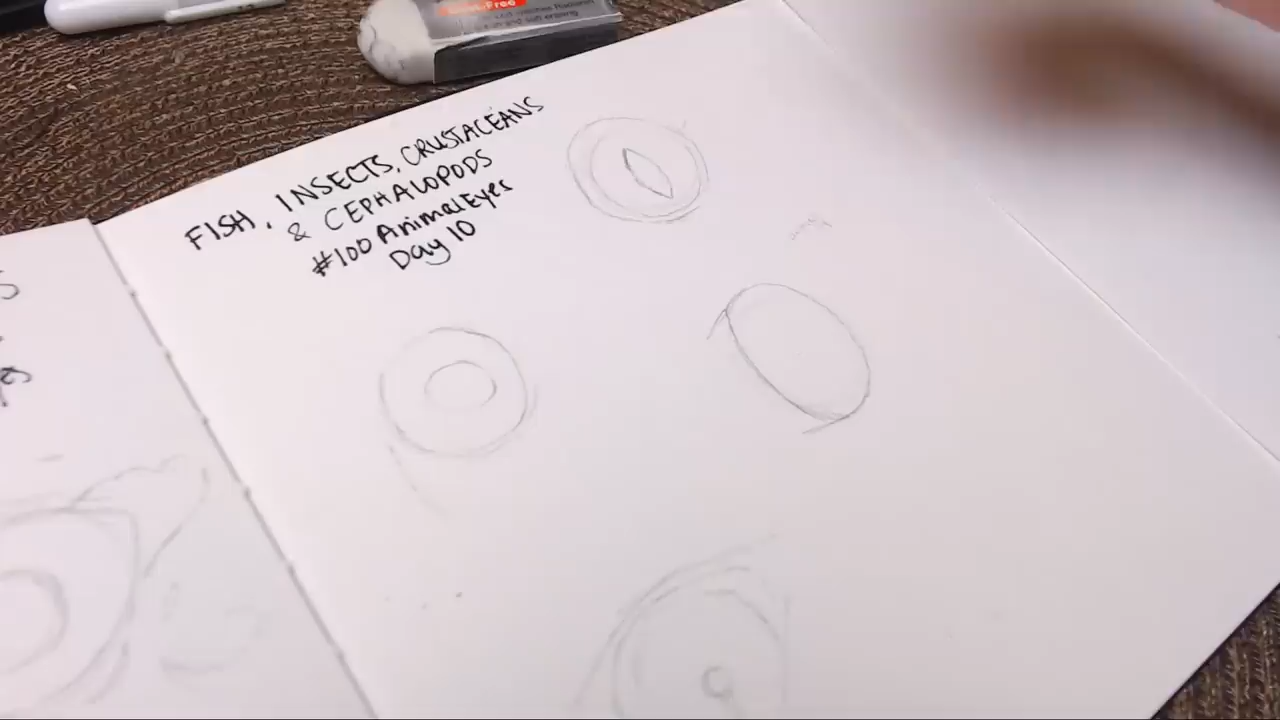 FISH, INSECTS, CRUSTACEANS
& CEPHALOPODS
#100 AnimalEyes
Day 10